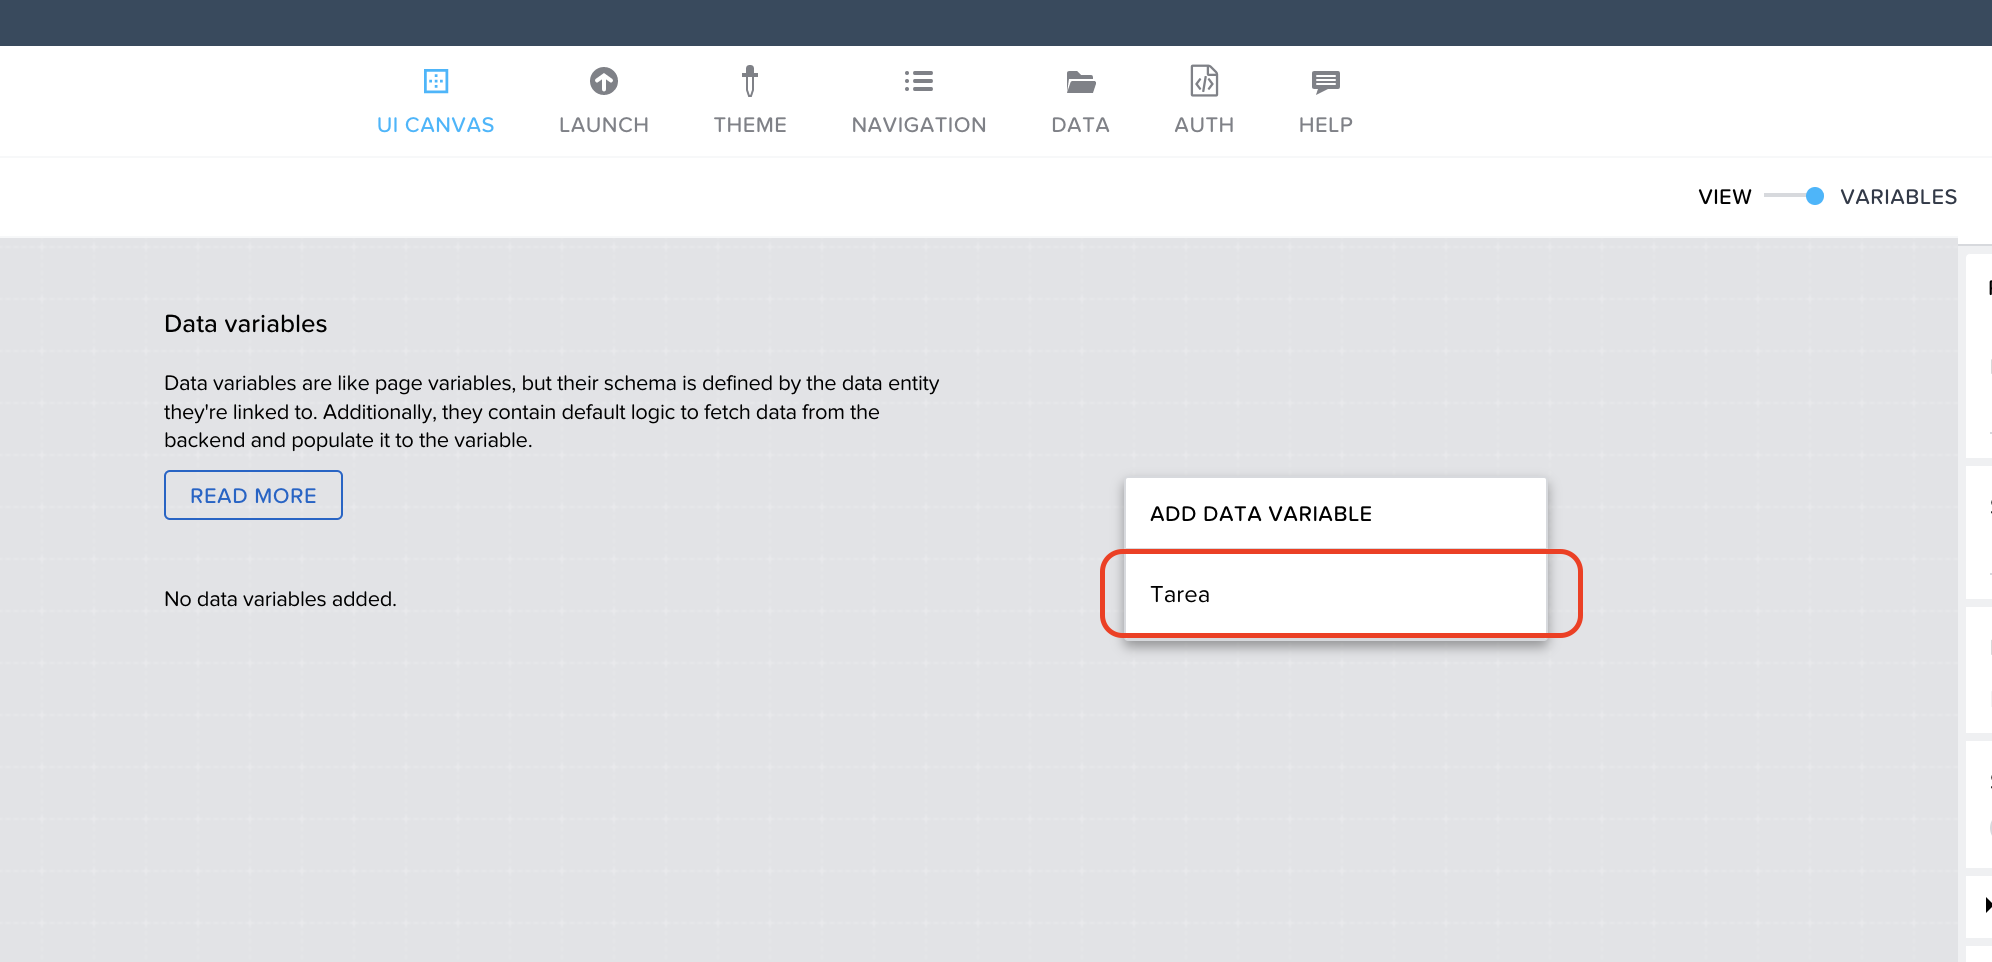 UI CANVAS
LAUNCH
THEME
NAVIGATION
DATA
AUTH
HELP
VIEW
VARIABLES
Data variables
Data variables are like page variables, but their schema is defined by the data entity
they're linked to. Additionally, they contain default logic to fetch data from the
backend and populate it to the variable.
READ MORE
No data variables added.
ADD DATA VARIABLE
Tarea